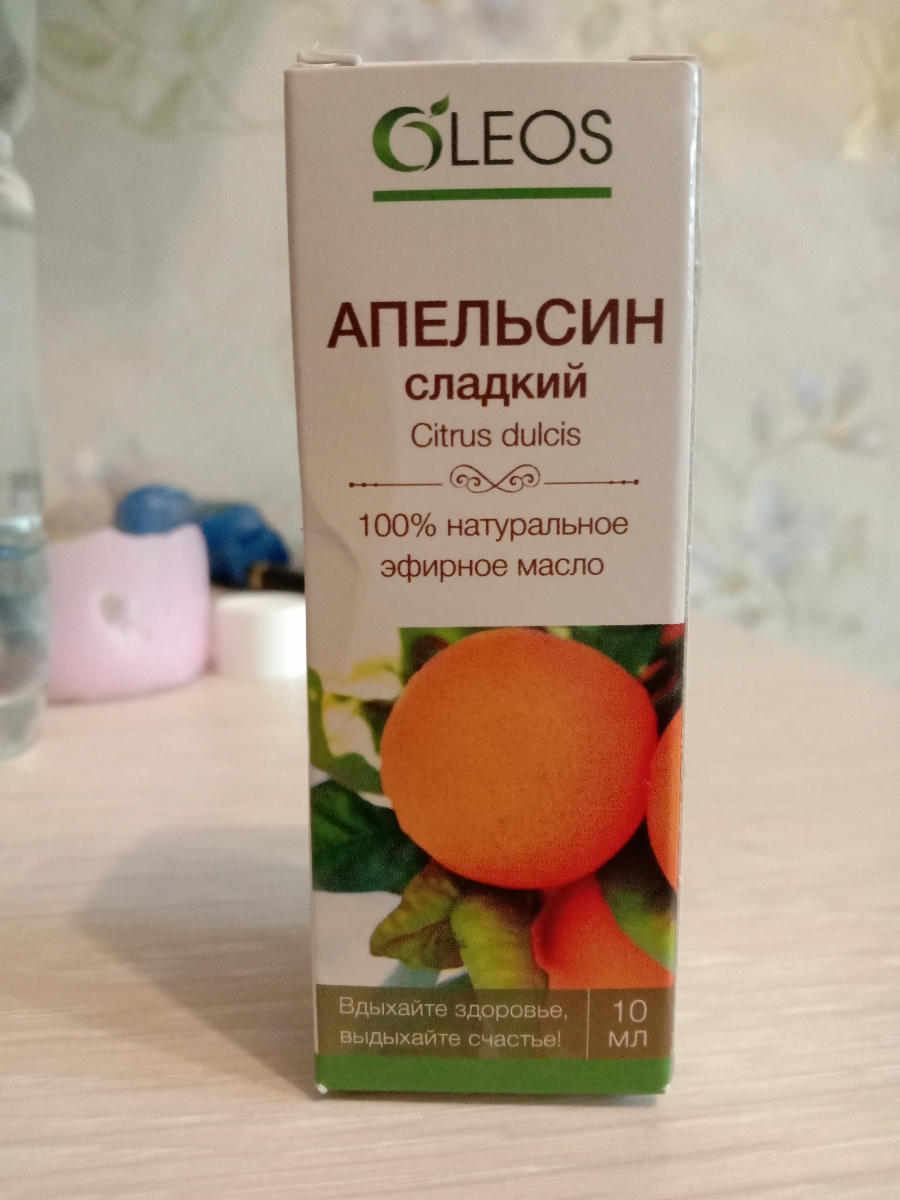 OLEOS
АПЕЛЬСИН
сладкий
Citrus dulcis
100% натуральное
эфирное масло
Вдыхайте здоровье,
выдыхайте счастье!
10
мл